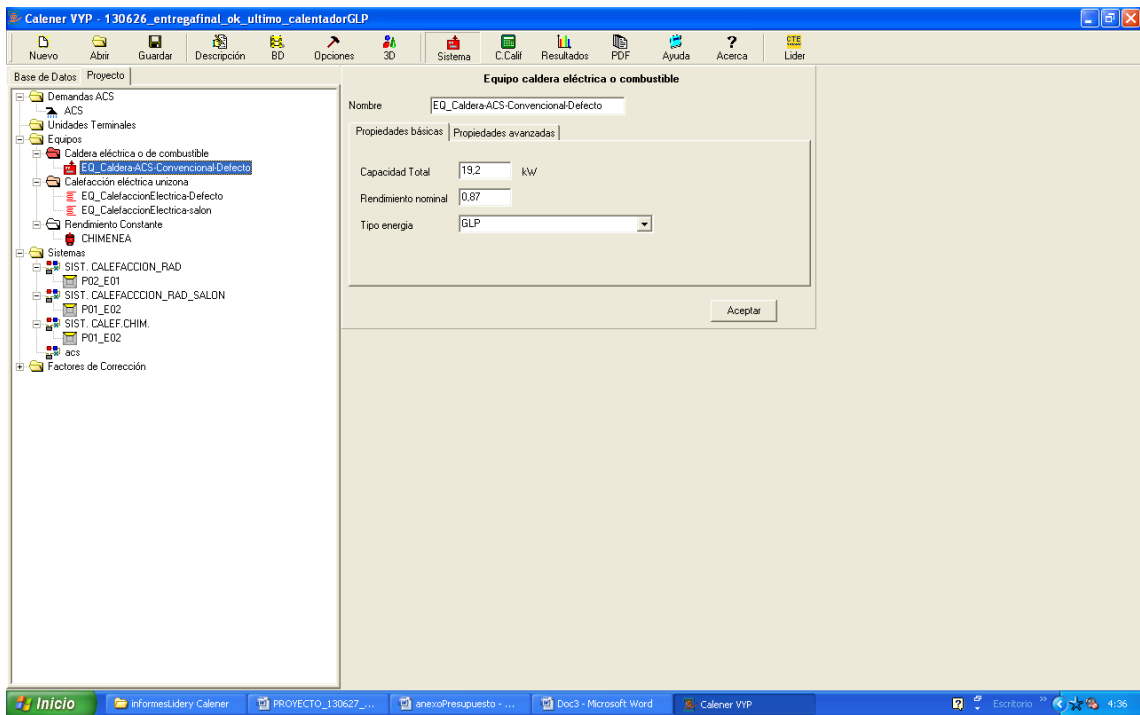 Calener VYP - 130626_entregafinal_ok_ultimo_calentadorGLP
Nuevo Abrir Guardar Descripción BD Opciones 3D Sistema C.Calif Resultados PDF Ayuda ? Acerca CTE Lider
Base de Datos Proyecto
Equipo caldera eléctrica o combustible
Demandas ACS
ACS
Unidades Terminales
Equipos
Caldera eléctrica o de combustible
EQ_Caldera-ACS-Convencional-Defecto
Calefacción eléctrica unizona
EQ_CalefaccionElectrica-Defecto
EQ_CalefaccionElectrica-salon
Rendimiento Constante
CHIMENEA
Sistemas
SIST. CALEFACCION_RAD
P02_E01
SIST. CALEFACCCION_RAD_SALON
P01_E02
SIST. CALEF.CHIM.
P01_E02
acs
Factores de Corrección
Nombre EQ_Caldera-ACS-Convencional-Defecto
Propiedades básicas Propiedades avanzadas
Capacidad Total 19,2 kW
Rendimiento nominal 0,87
Tipo energia GLP
Aceptar
Inicio informesLidery Calener PROYECTO_130627_... anexoPresupuesto - ... Doc3 - Microsoft Word Calener VYP Escritorio 4:36